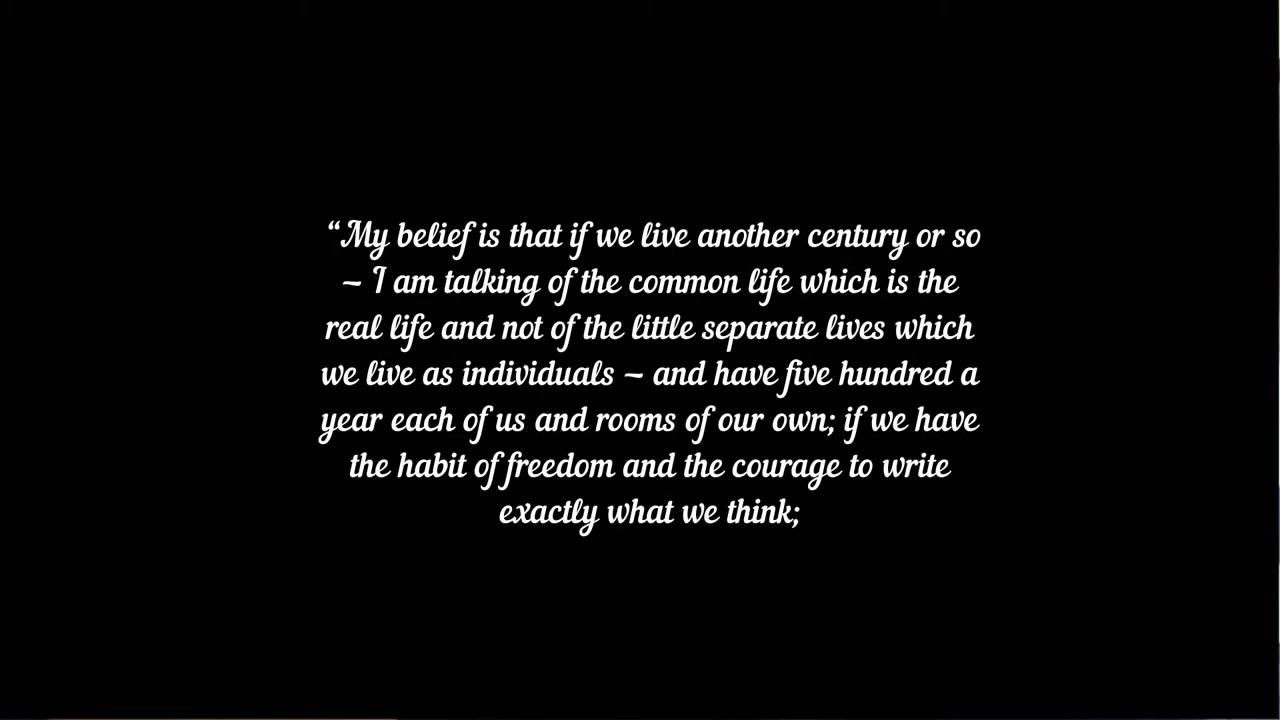 “My belief is that if we live another century or so
– I am talking of the common life which is the
real life and not of the little separate lives which
we live as individuals – and have five hundred a
year each of us and rooms of our own; if we have
the habit of freedom and the courage to write
exactly what we think;